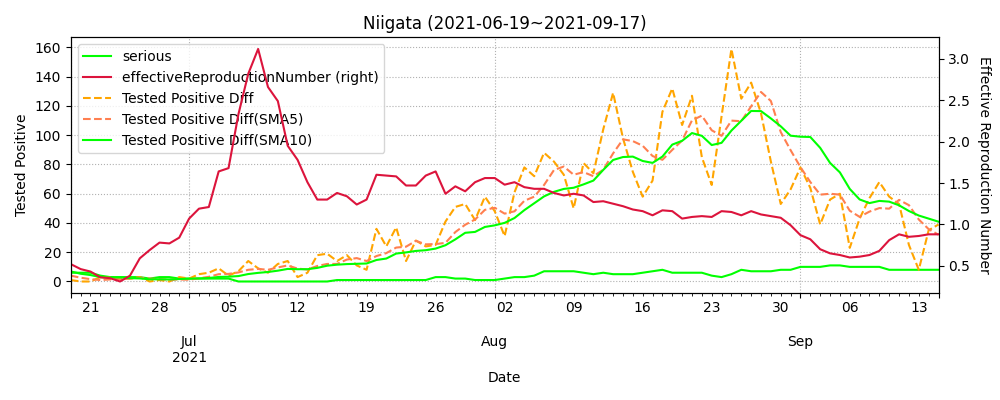 Niigata (2021-06-19~2021-09-17)
serious
effectiveReproductionNumber (right)
Tested Positive Diff
Tested Positive Diff(SMA5)
Tested Positive Diff(SMA10)
Tested Positive
160
140
120
100
80
60
40
20
0
3.0
2.5
2.0
1.5
1.0
0.5
Effective Reproduction Number
21 28 05 12 19 26 02 09 16 23 30 06 13
Jul Aug Sep
2021
Date